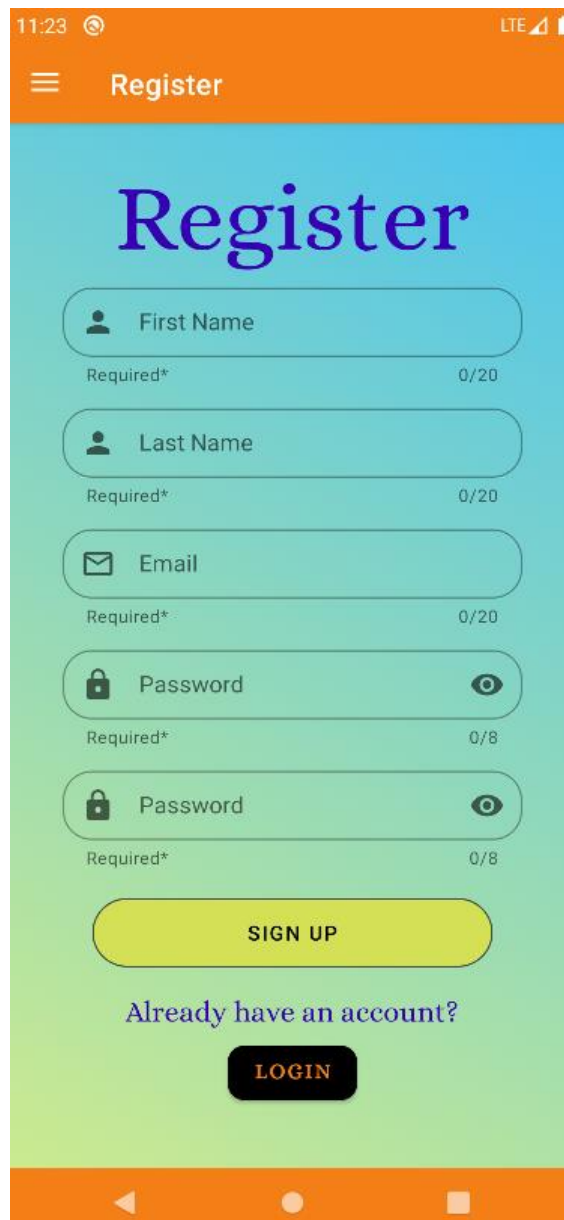 11:23 LTE
Register
Register
First Name
Required* 0/20
Last Name
Required* 0/20
Email
Required* 0/20
Password
Required* 0/8
Password
Required* 0/8
SIGN UP
Already have an account?
LOGIN